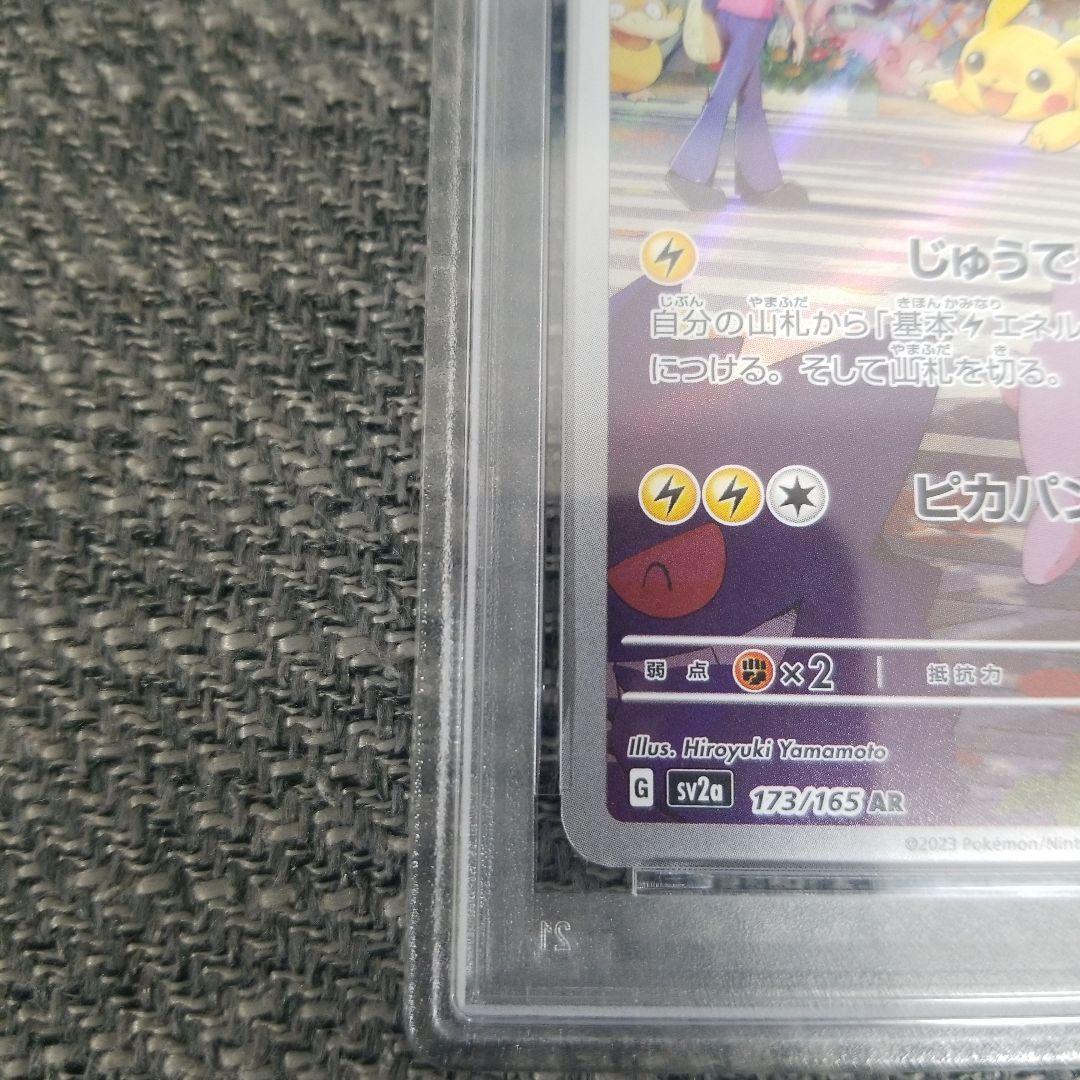 じゅうで
じぶん やまふだ きほんかみなり
自分の山札から「基本 エネル
やまふだ き
につける。そして山札を切る。
ピカパン
弱点 ×2 抵抗力
Illus. Hiroyuki Yamamoto
G sv2a 173/165 AR
©2023 Pokémon/Nint
21